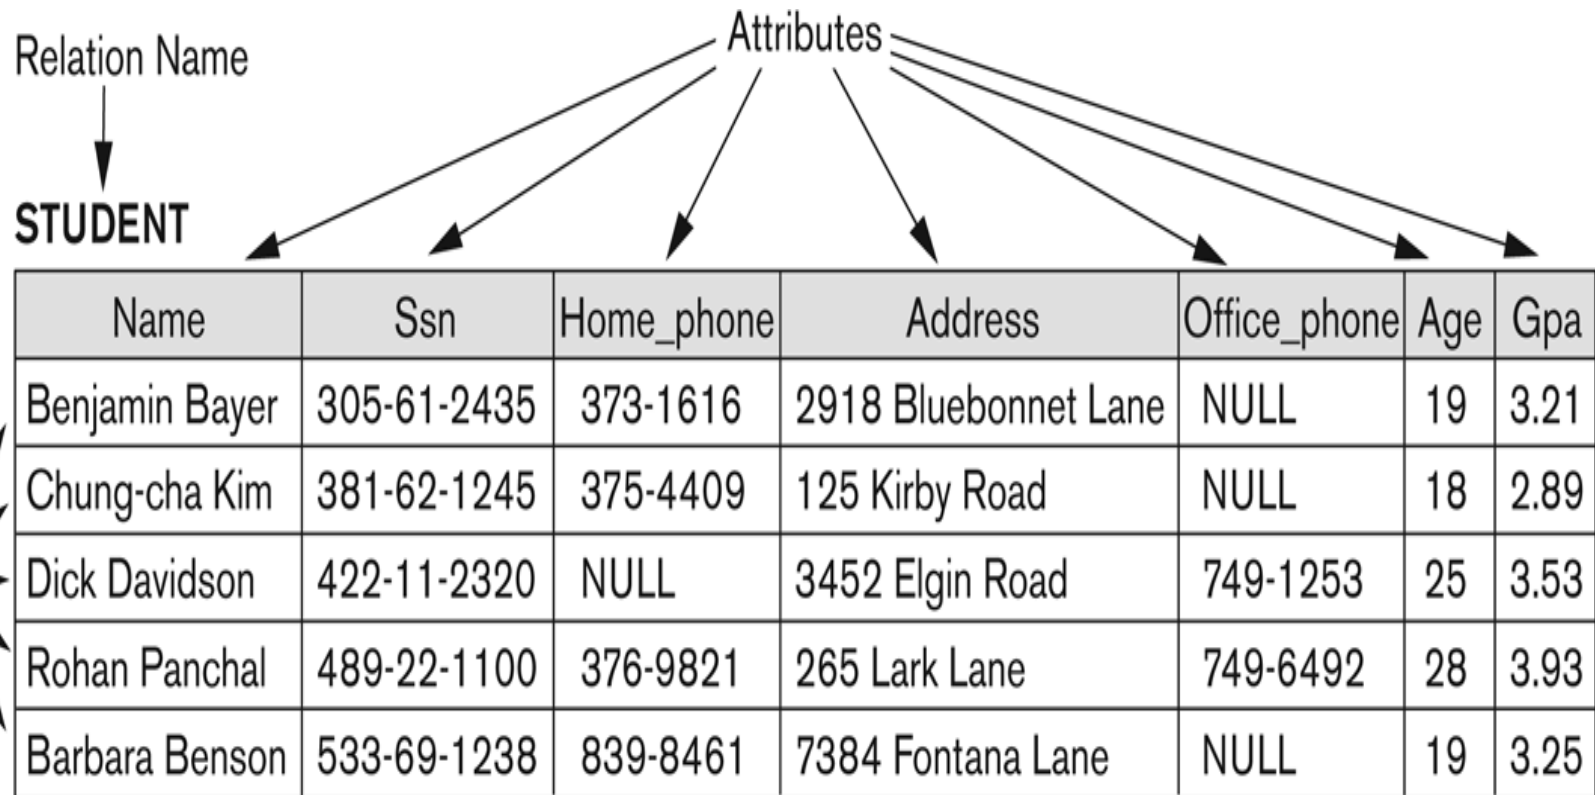 Attributes
Relation Name
STUDENT
Name Ssn Home_phone Address Office_phone Age Gpa
Benjamin Bayer 305-61-2435 373-1616 2918 Bluebonnet Lane NULL 19 3.21
Chung-cha Kim 381-62-1245 375-4409 125 Kirby Road NULL 18 2.89
Dick Davidson 422-11-2320 NULL 3452 Elgin Road 749-1253 25 3.53
Rohan Panchal 489-22-1100 376-9821 265 Lark Lane 749-6492 28 3.93
Barbara Benson 533-69-1238 839-8461 7384 Fontana Lane NULL 19 3.25